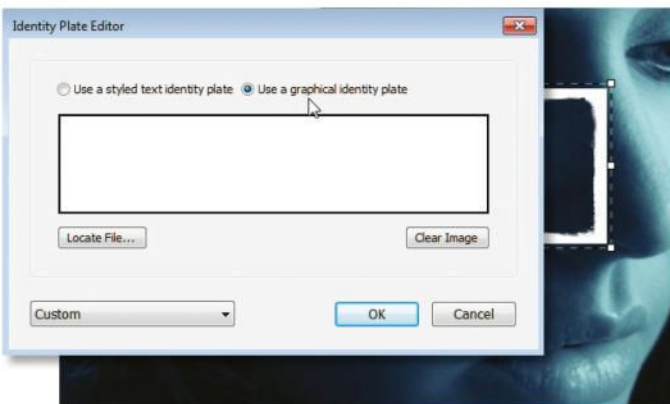 Identity Plate Editor
Use a styled text identity plate Use a graphical identity plate
Locate File... Clear Image
Custom OK Cancel